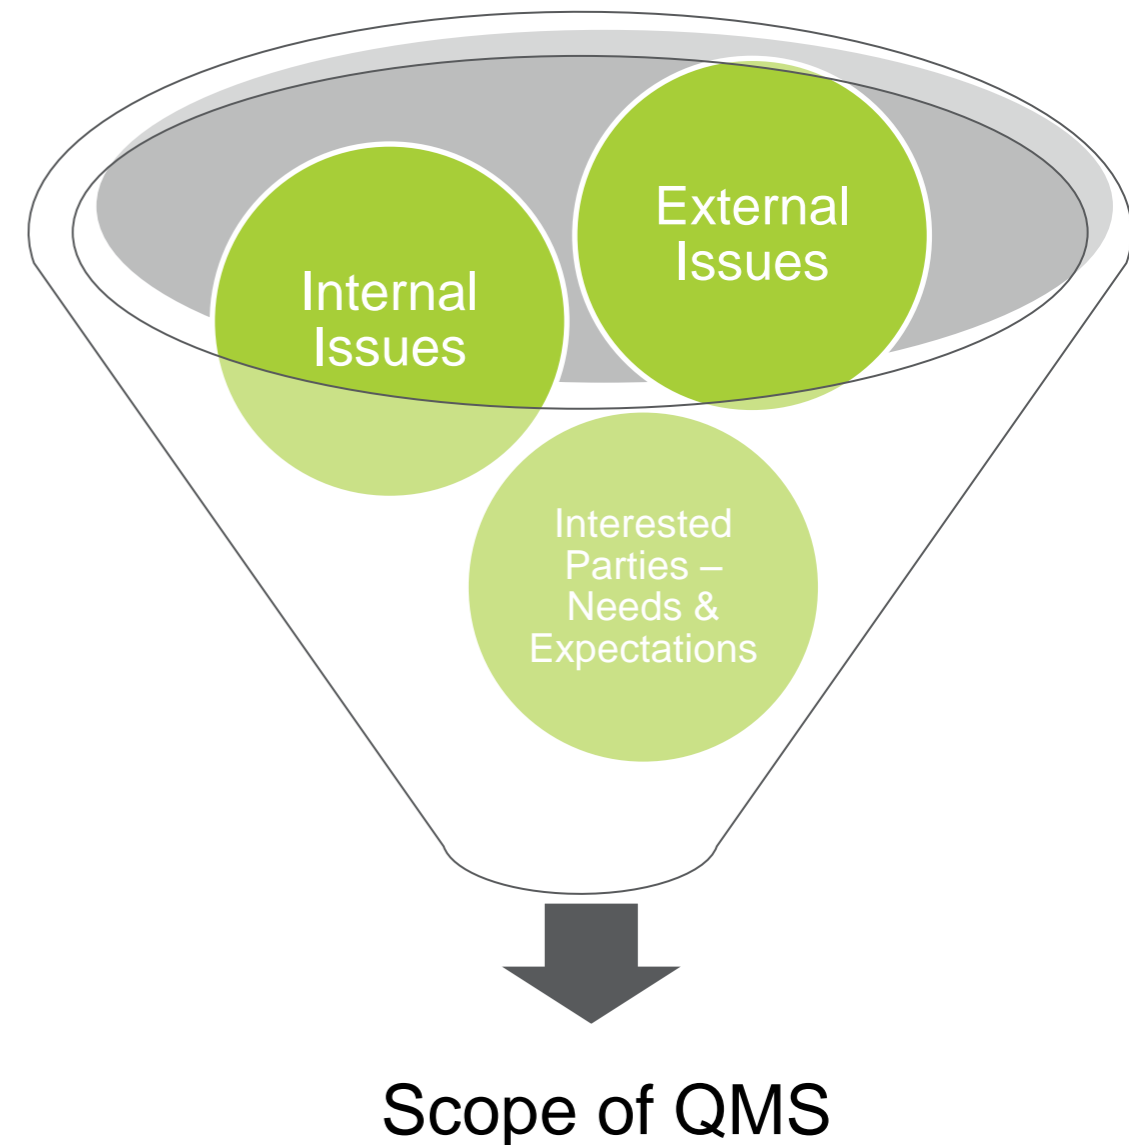 External
Issues
Internal
Issues
Interested
Parties –
Needs &
Expectations
Scope of QMS